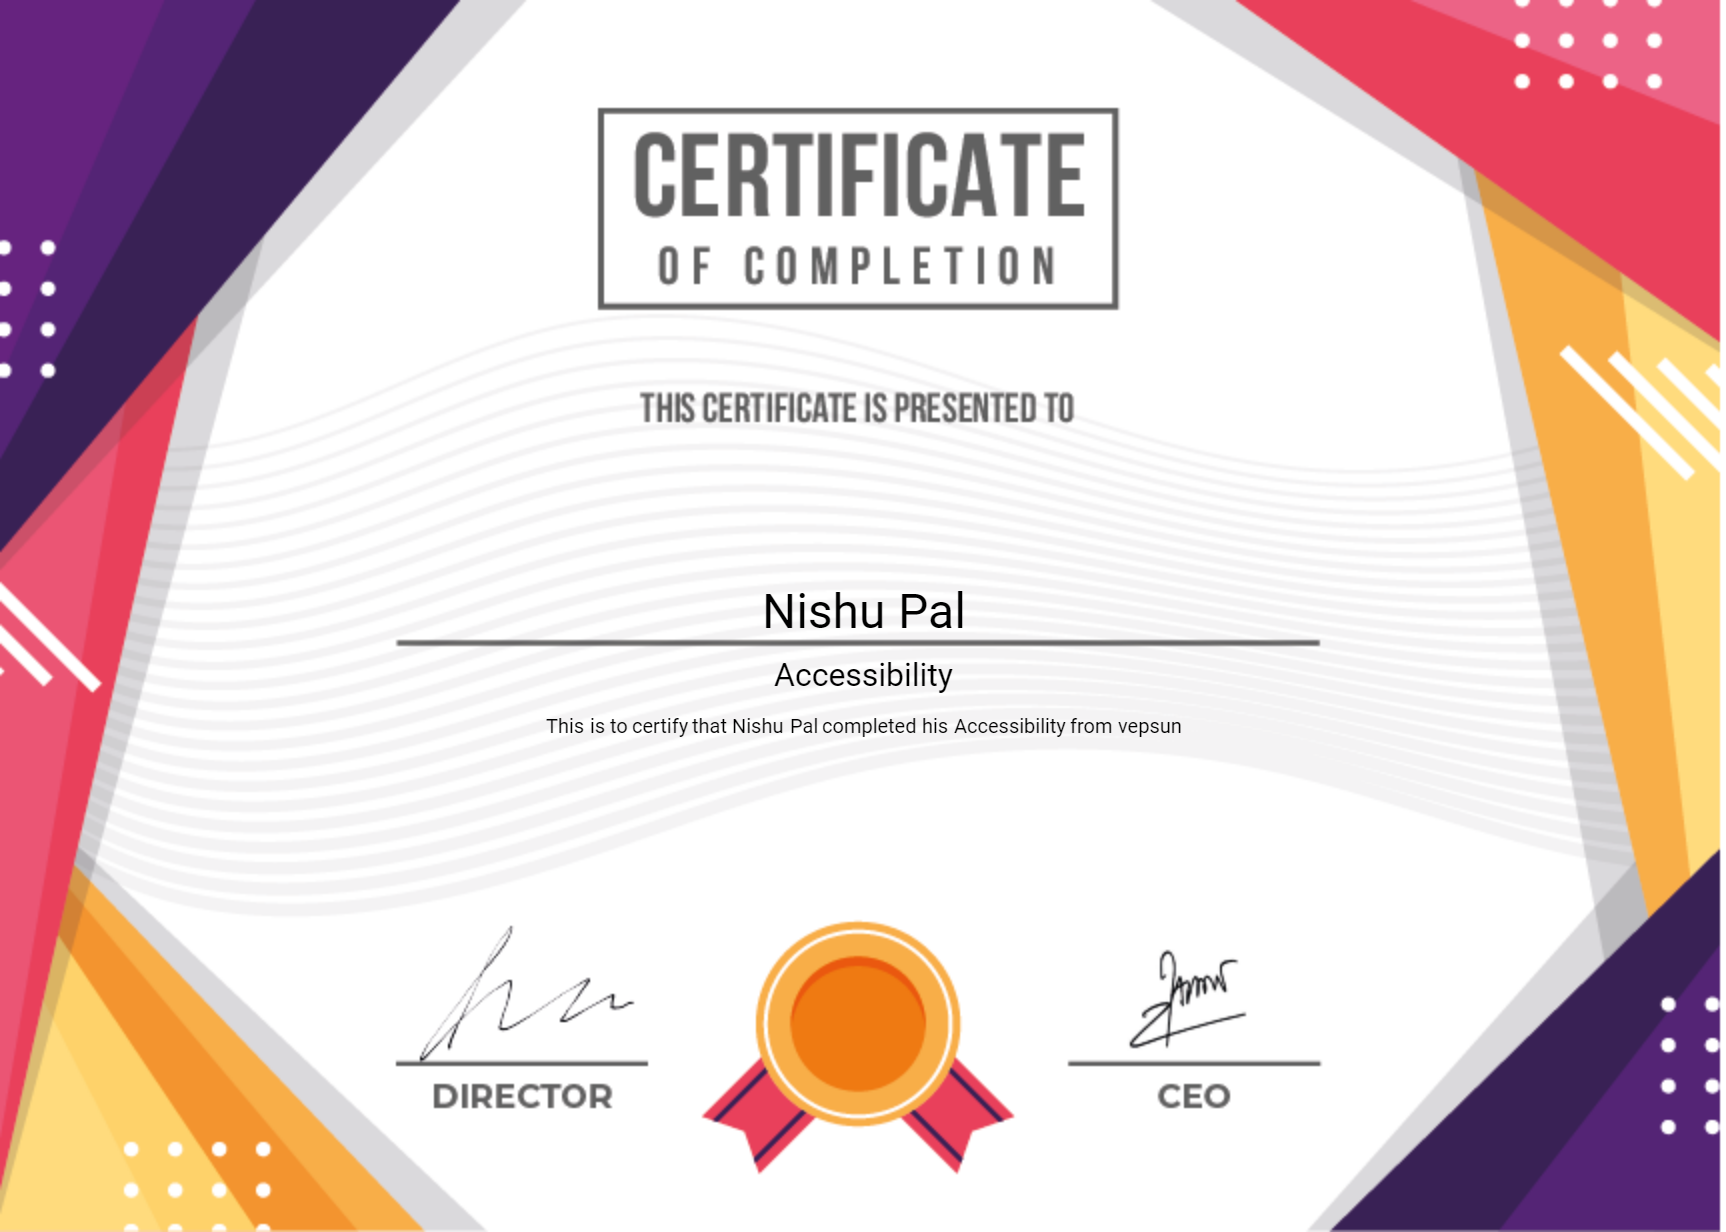 CERTIFICATE
OF COMPLETION
THIS CERTIFICATE IS PRESENTED TO
Nishu Pal
Accessibility
This is to certify that Nishu Pal completed his Accessibility from vepsun
DIRECTOR
CEO